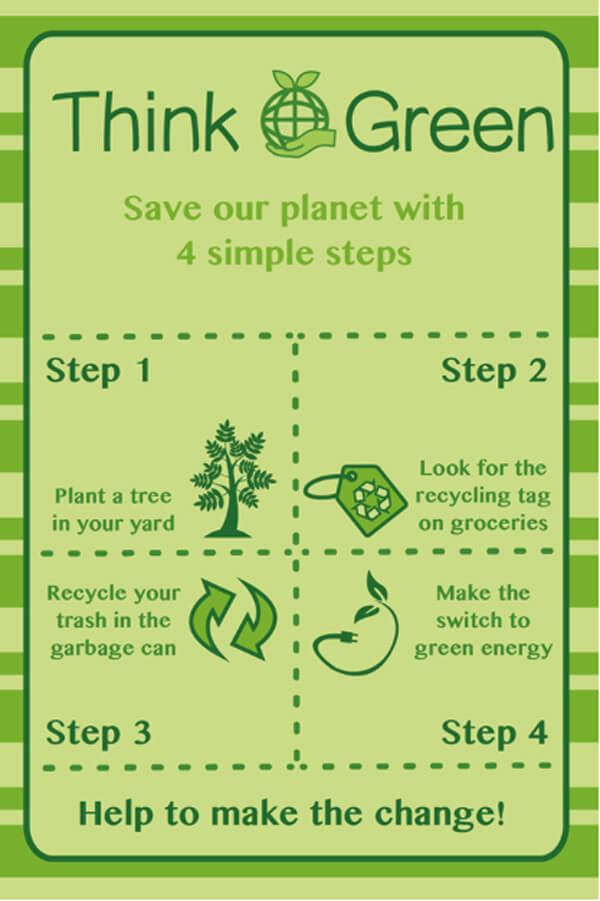 Think Green
Save our planet with
4 simple steps
Step 1
Plant a tree
in your yard
Step 2
Look for the
recycling tag
on groceries
Recycle your
trash in the
garbage can
Step 3
Make the
switch to
green energy
Step 4
Help to make the change!